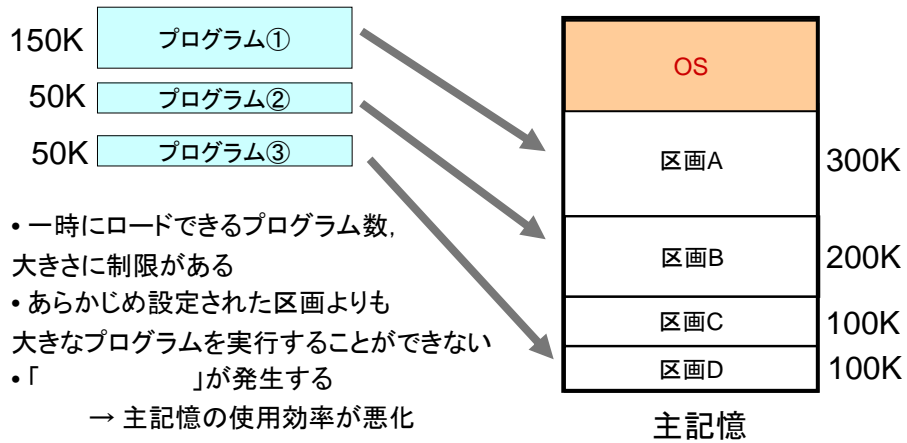 150K プログラム①
50K プログラム②
50K プログラム③
• 一時にロードできるプログラム数,
大きさに制限がある
• あらかじめ設定された区画よりも
大きなプログラムを実行することができない
• 「 」が発生する
→ 主記憶の使用効率が悪化
OS
区画A 300K
区画B 200K
区画C 100K
区画D 100K
主記憶